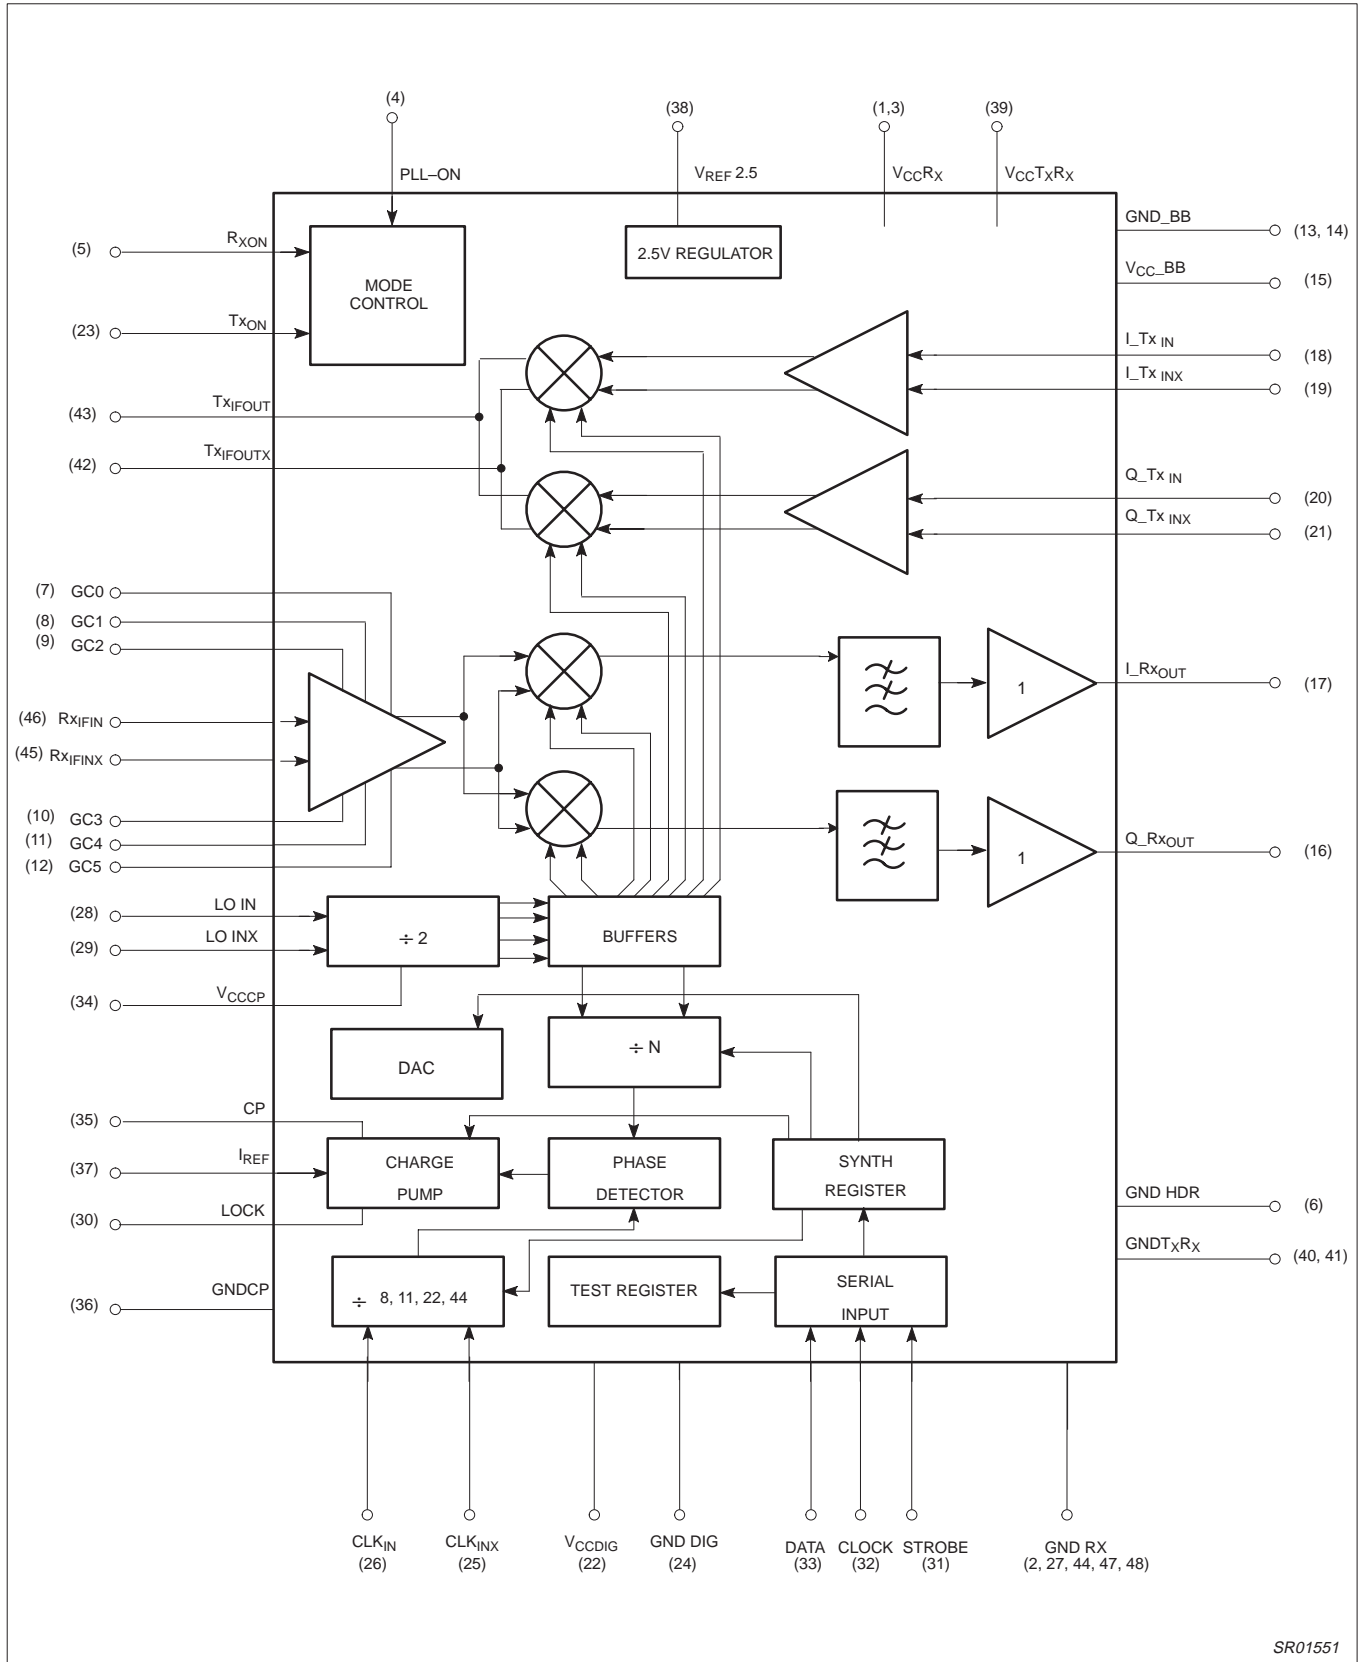 (4)
(38)
(1,3)
(39)
PLL–ON
VREF 2.5
VCCRX
VCCTXRX
GND_BB
(13, 14)
(5)
RXON
2.5V REGULATOR
MODE
CONTROL
VCC_BB
(15)
(23)
TxON
I_Tx IN
(18)
I_Tx INX
(19)
(43)
TxIFOUT
(42)
TxIFOUTX
Q_Tx IN
(20)
Q_Tx INX
(21)
(7) GC0
(8) GC1
(9) GC2
(46) RxIFIN
(45) RxIFINX
1
I_RxOUT
(17)
(10) GC3
(11) GC4
(12) GC5
1
Q_RxOUT
(16)
(28)
LO IN
(29)
LO INX
÷ 2
BUFFERS
(34)
VCCCP
DAC
÷ N
(35)
CP
(37)
IREF
CHARGE
PUMP
PHASE
DETECTOR
SYNTH
REGISTER
(30)
LOCK
GND HDR
(6)
GNDTXRX
(40, 41)
(36)
GNDCP
÷ 8, 11, 22, 44
TEST REGISTER
SERIAL
INPUT
CLKIN
(26)
CLKINX
(25)
VCCDIG
(22)
GND DIG
(24)
DATA
(33)
CLOCK
(32)
STROBE
(31)
GND RX
(2, 27, 44, 47, 48)
SR01551